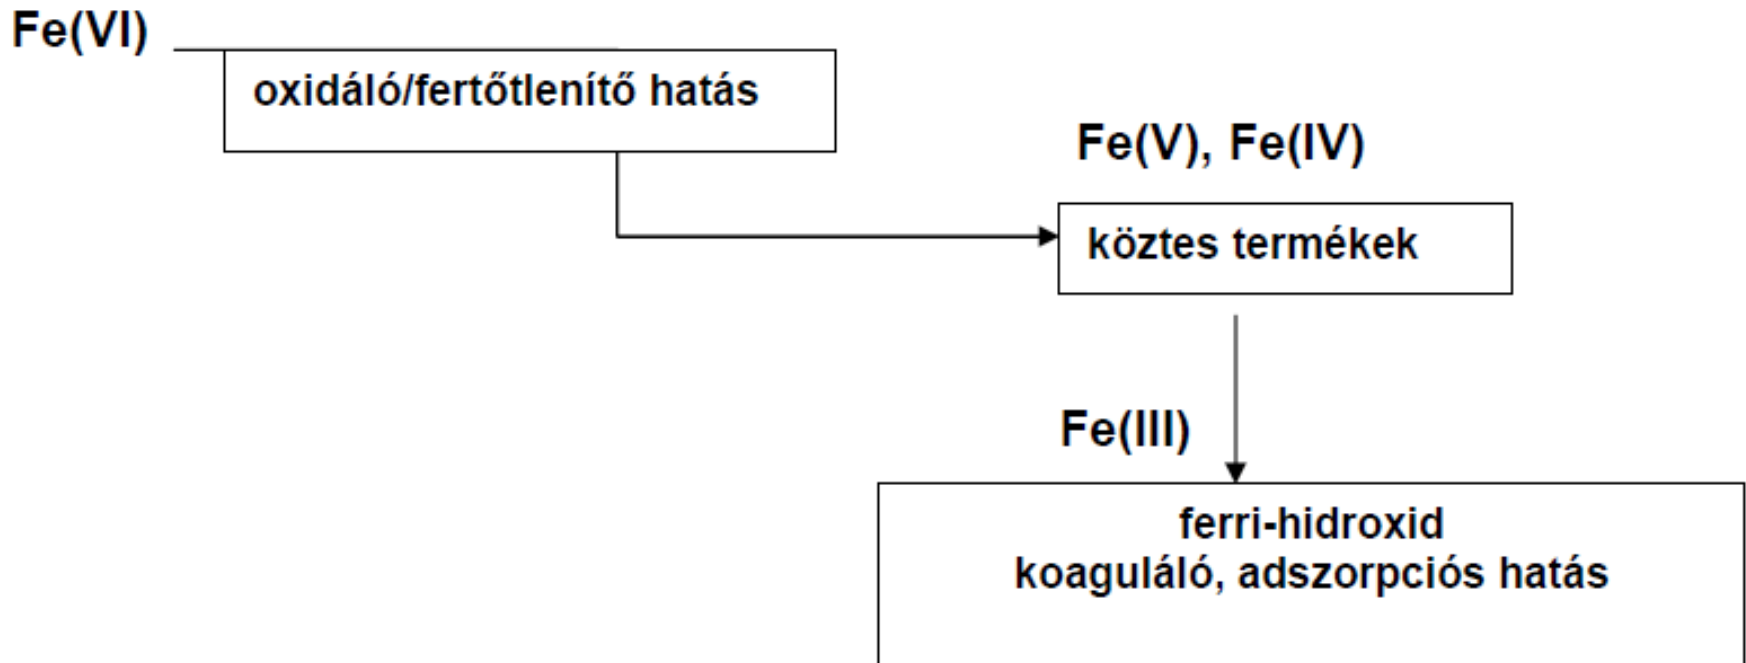 Fe(VI)
oxidáló/fertőtlenítő hatás
Fe(V), Fe(IV)
köztes termékek
Fe(III)
ferri-hidroxid
koaguláló, adszorpciós hatás